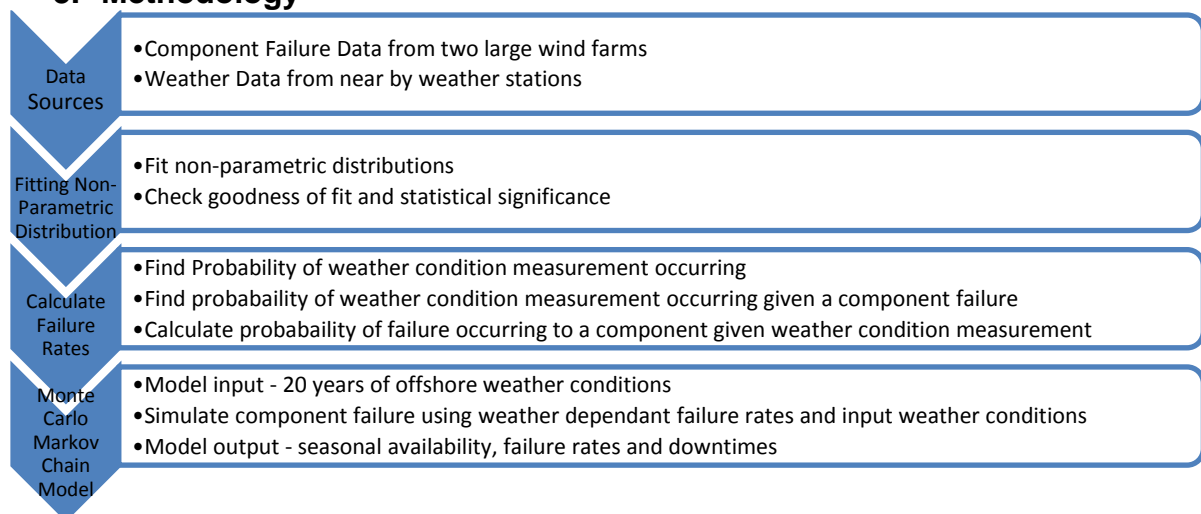 Methodology
Data
Sources
•Component Failure Data from two large wind farms
•Weather Data from near by weather stations
Fitting Non-
Parametric
Distribution
•Fit non-parametric distributions
•Check goodness of fit and statistical significance
Calculate
Failure
Rates
•Find Probability of weather condition measurement occurring
•Find probabaility of weather condition measurement occurring given a component failure
•Calculate probabaility of failure occurring to a component given weather condition measurement
Monte
Carlo
Markov
Chain
Model
•Model input - 20 years of offshore weather conditions
•Simulate component failure using weather dependant failure rates and input weather conditions
•Model output - seasonal availability, failure rates and downtimes